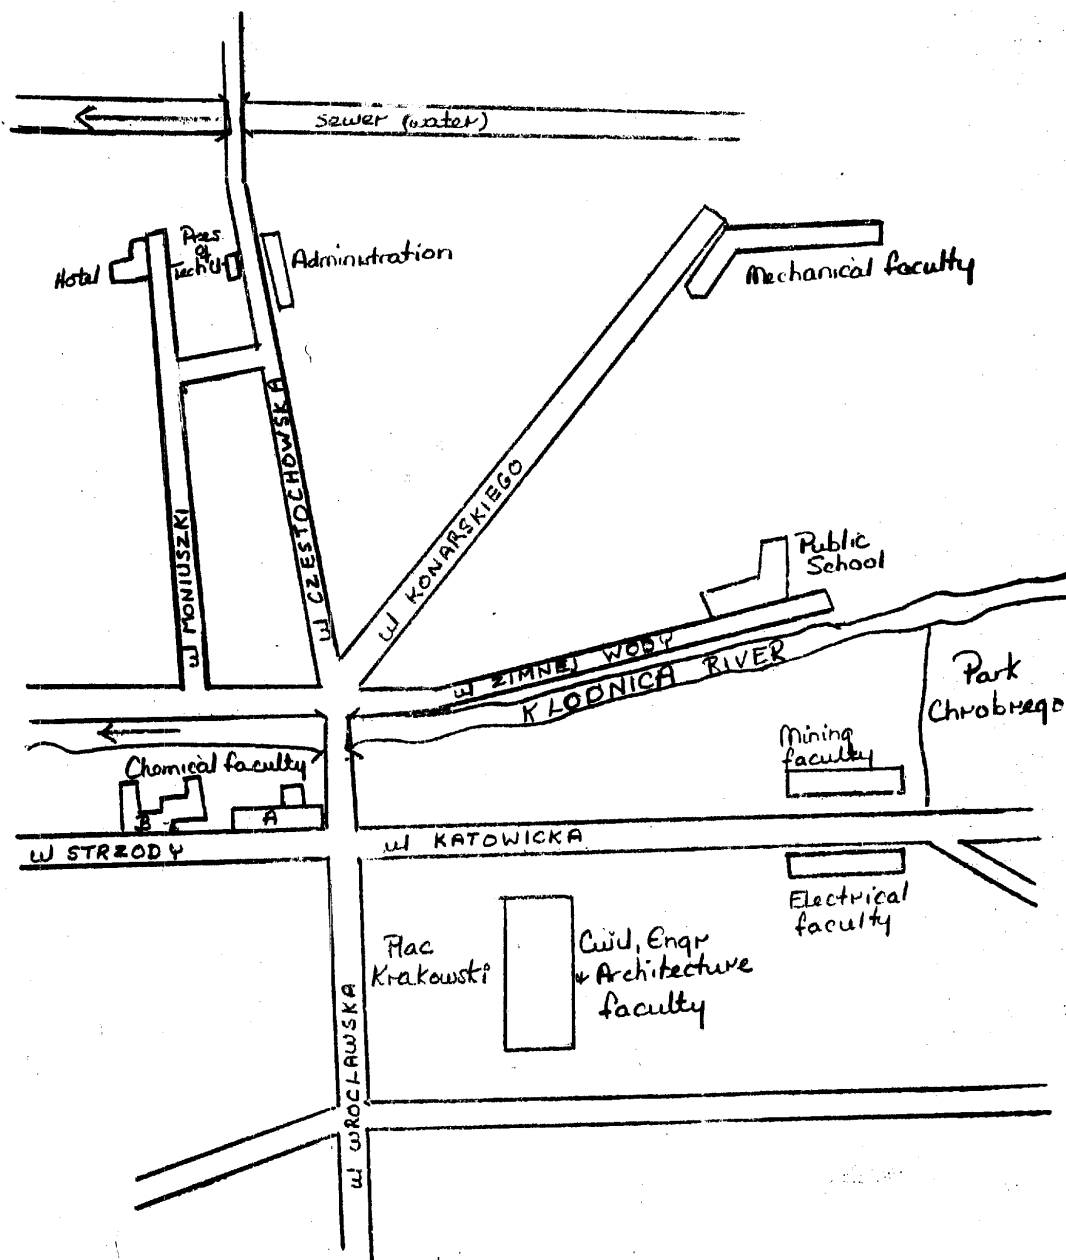 sewer (water)
Hotel
Pres.
of
Tech.U.
Administration
Mechanical faculty
ul MONIUSZKI
ul CZESTOCHOWSKA
ul KONARSKIEGO
Public
School
ul ZIMNEJ WODY
KLODNICA RIVER
Park
Chrobrego
Mining
faculty
Chemical faculty
B
A
ul STRZODY
ul KATOWICKA
Electrical
faculty
Plac
Krakowski
Civil, Engr
+ Architecture
faculty
ul WROCLAWSKA